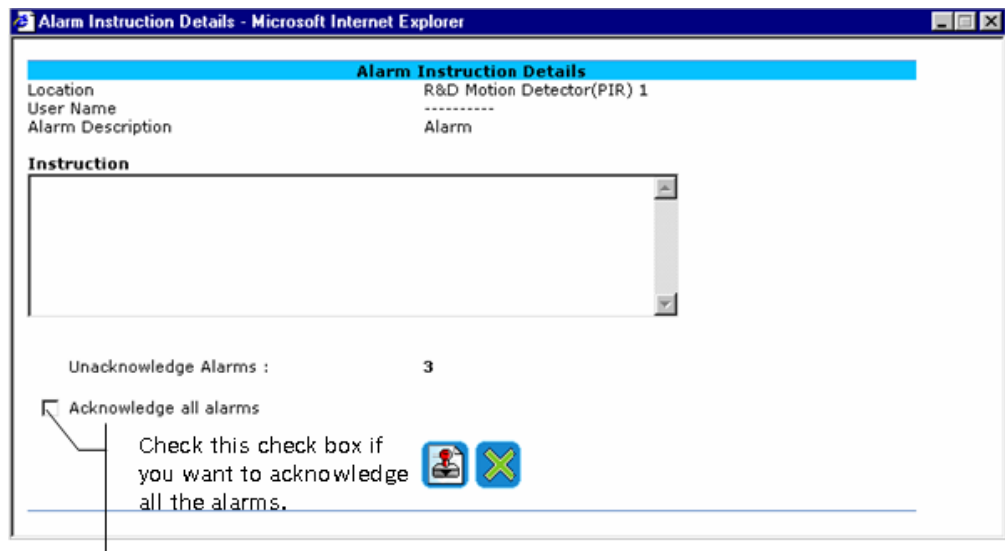 Alarm Instruction Details - Microsoft Internet Explorer
Alarm Instruction Details
Location R&D Motion Detector(PIR) 1
User Name ----------
Alarm Description Alarm
Instruction
Unacknowledge Alarms : 3
Acknowledge all alarms
Check this check box if
you want to acknowledge
all the alarms.